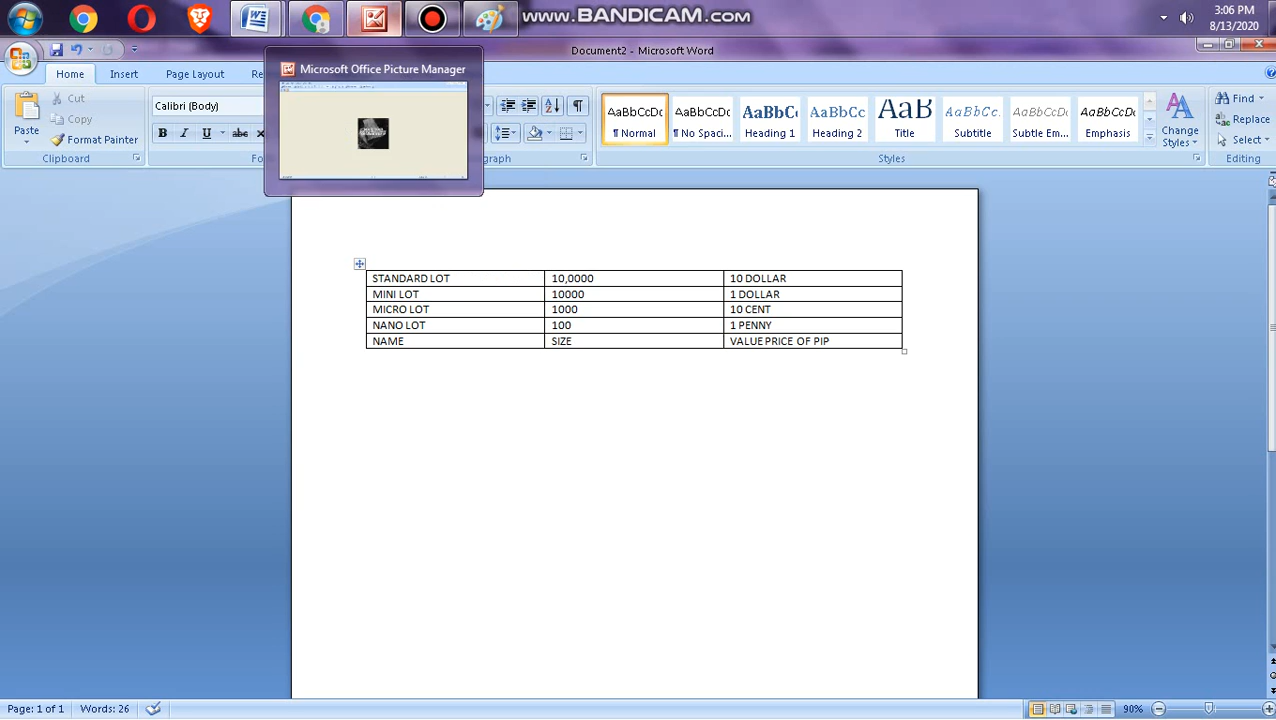 www.BANDICAM.com
3:06 PM
8/13/2020
Document2 - Microsoft Word
Microsoft Office Picture Manager
Home
Insert
Page Layout
Re
Paste
Cut
Copy
Format Painter
Clipboard
Calibri (Body)
B I U abc x
Fo
graph
AaBbCcDc
¶ Normal
AaBbCcDc
¶ No Spaci...
AaBbCc
Heading 1
AaBbCc
Heading 2
AaB
Title
AaBbCc.
Subtitle
AaBbCcDc
Subtle Em...
AaBbCcDc
Emphasis
Change
Styles
Styles
Find
Replace
Select
Editing
STANDARD LOT 10,0000 10 DOLLAR
MINI LOT 10000 1 DOLLAR
MICRO LOT 1000 10 CENT
NANO LOT 100 1 PENNY
NAME SIZE VALUE PRICE OF PIP
Page: 1 of 1
Words: 26
90%